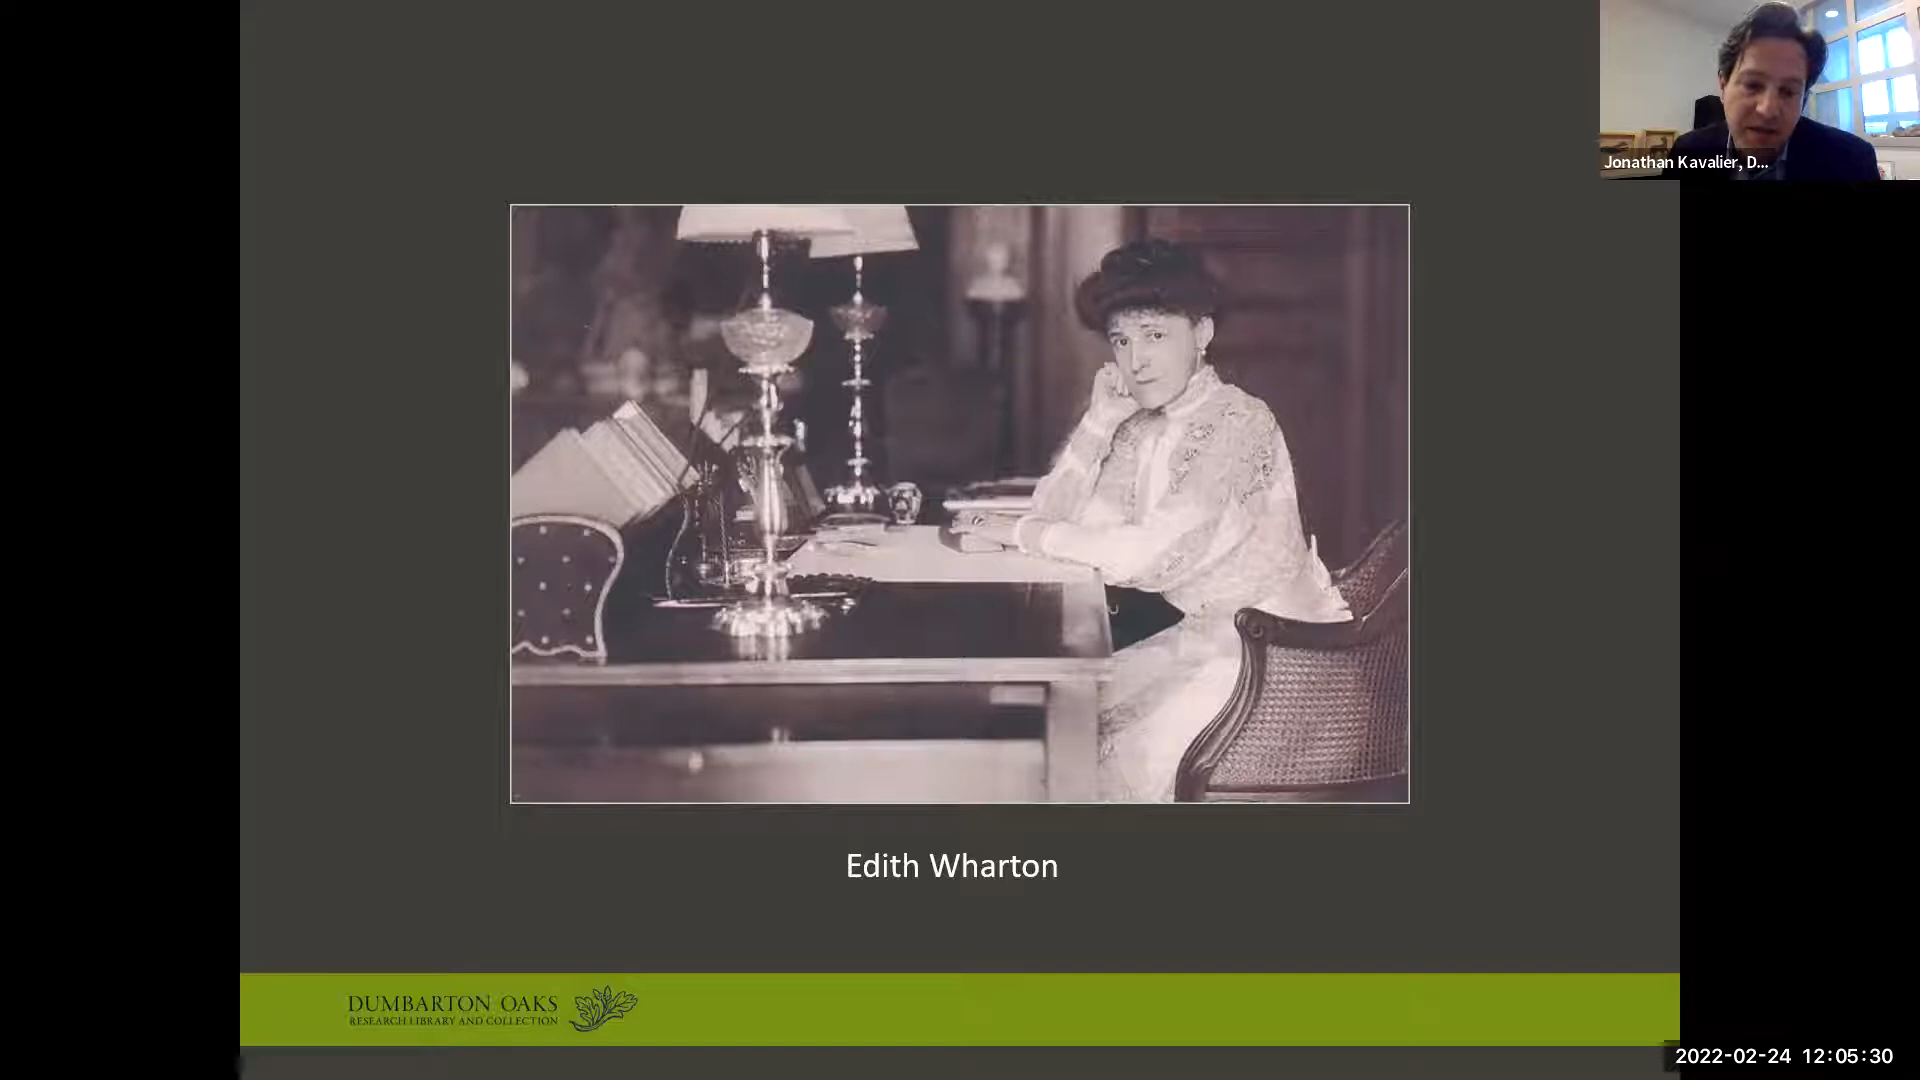 Jonathan Kavalier, D...
Edith Wharton
DUMBARTON OAKS
RESEARCH LIBRARY AND COLLECTION
2022-02-24 12:05:30